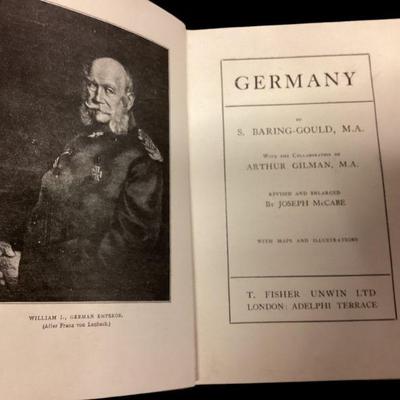 WILLIAM I., GERMAN EMPEROR.
(After Franz von Lenbach.)
GERMANY
BY
S. BARING-GOULD, M.A.
WITH THE COLLABORATION OF
ARTHUR GILMAN, M.A.
REVISED AND ENLARGED
BY JOSEPH McCABE
WITH MAPS AND ILLUSTRATIONS
T. FISHER UNWIN LTD
LONDON: ADELPHI TERRACE